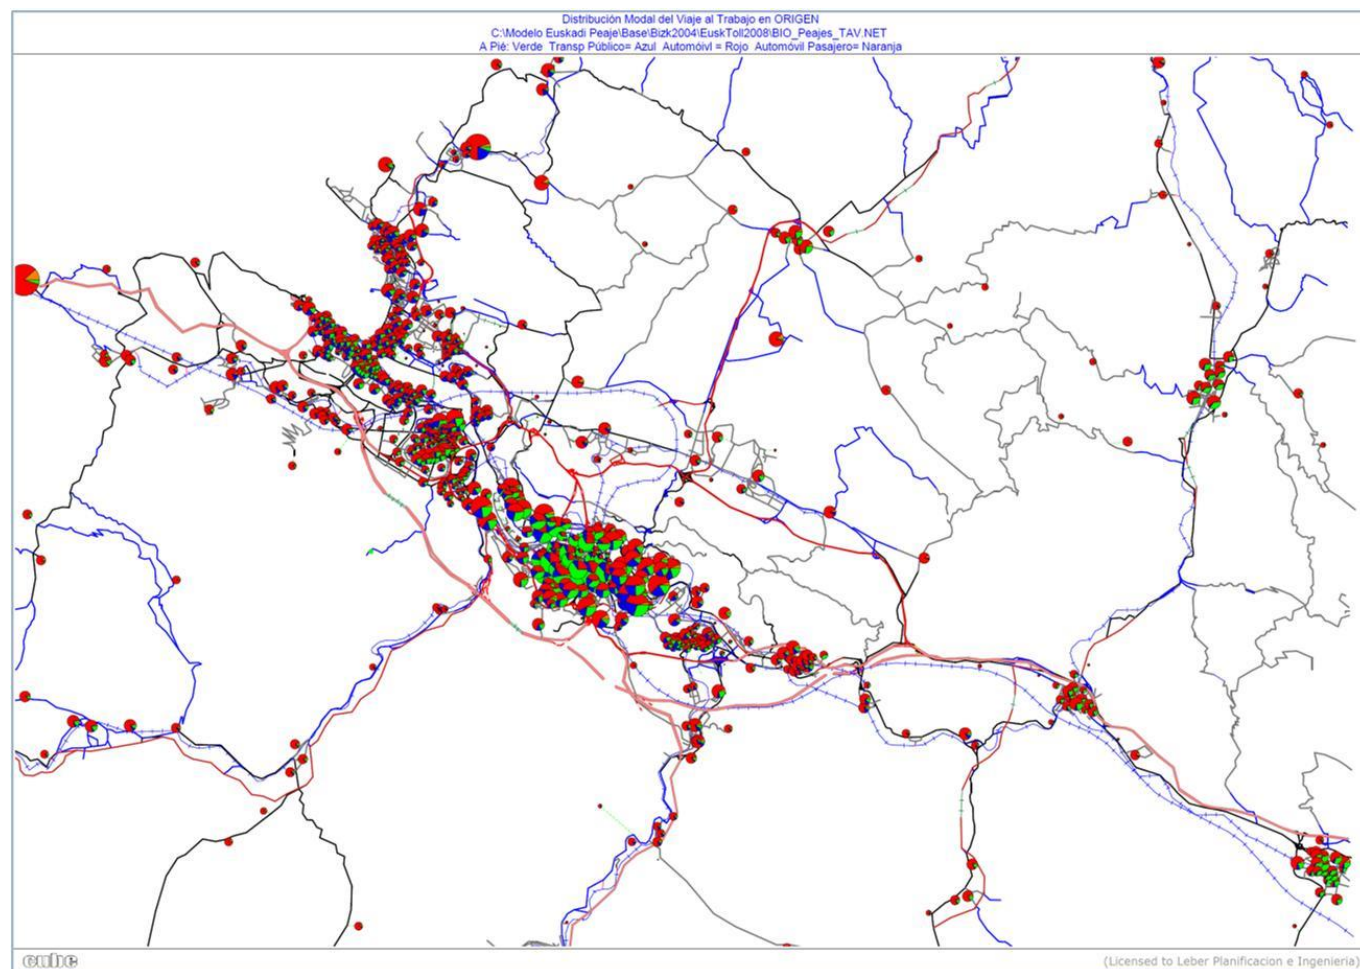 Distribución Modal del Viaje al Trabajo en ORIGEN
C:\Modelo Euskadi Peaje\Base\Bizk2004\EuskToll2008\BIO_Peajes_TAV.NET
A Pié: Verde Transp Público= Azul Automóivl = Rojo Automóvil Pasajero= Naranja
cube
(Licensed to Leber Planificacion e Ingenieria)